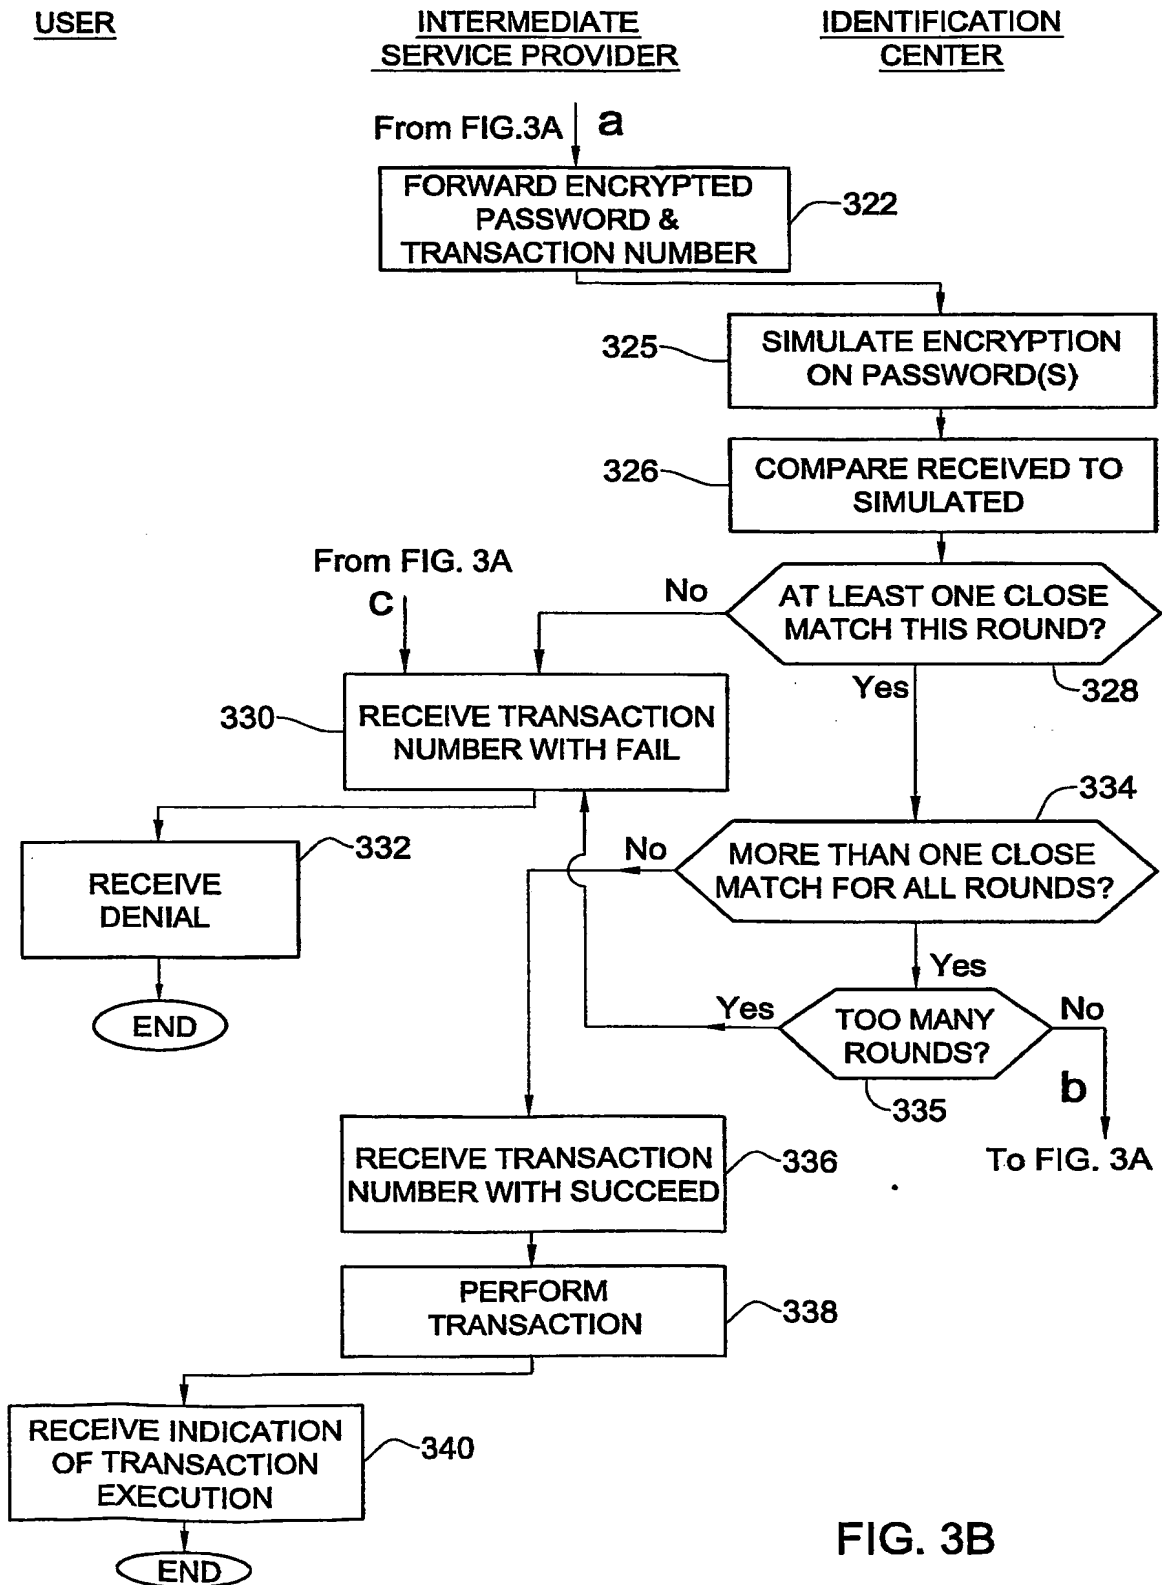 USER
INTERMEDIATE
SERVICE PROVIDER
IDENTIFICATION
CENTER
From FIG.3A
a
FORWARD ENCRYPTED
PASSWORD &
TRANSACTION NUMBER
322
325
SIMULATE ENCRYPTION
ON PASSWORD(S)
326
COMPARE RECEIVED TO
SIMULATED
From FIG. 3A
c
No
AT LEAST ONE CLOSE
MATCH THIS ROUND?
328
Yes
330
RECEIVE TRANSACTION
NUMBER WITH FAIL
334
332
RECEIVE
DENIAL
No
MORE THAN ONE CLOSE
MATCH FOR ALL ROUNDS?
Yes
END
Yes
TOO MANY
ROUNDS?
No
335
b
To FIG. 3A
RECEIVE TRANSACTION
NUMBER WITH SUCCEED
336
PERFORM
TRANSACTION
338
RECEIVE INDICATION
OF TRANSACTION
EXECUTION
340
END
FIG. 3B